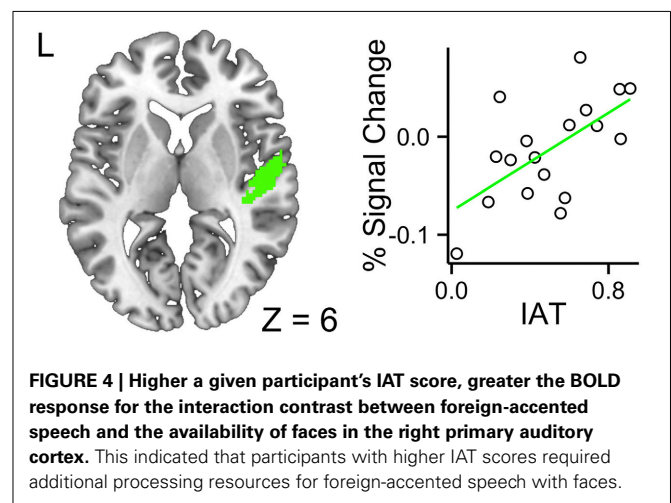 L
Z = 6
% Signal Change
0.0
-0.1
0.0
0.8
IAT
FIGURE 4 | Higher a given participant's IAT score, greater the BOLD
response for the interaction contrast between foreign-accented
speech and the availability of faces in the right primary auditory
cortex. This indicated that participants with higher IAT scores required
additional processing resources for foreign-accented speech with faces.